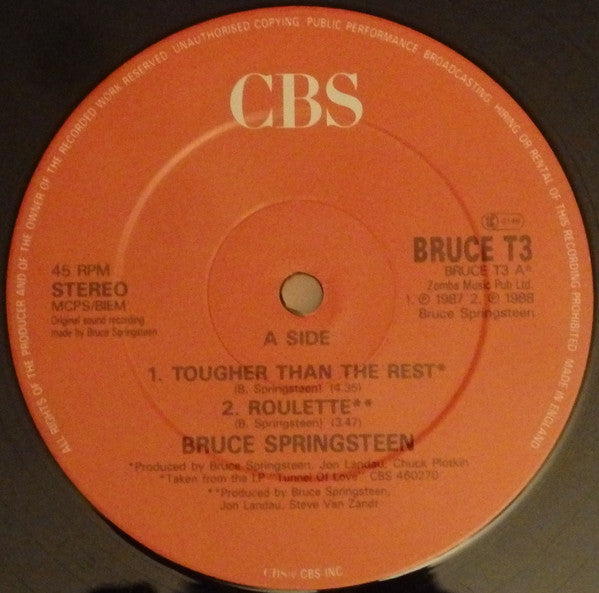 ALL RIGHTS OF THE PRODUCER AND OF THE OWNER OF THE RECORDED WORK RESERVED. UNAUTHORISED COPYING, PUBLIC PERFORMANCE, BROADCASTING, HIRING OR RENTAL OF THIS RECORDING PROHIBITED. MADE IN ENGLAND
CBS
BRUCE T3
BRUCE T3 A*
Zomba Music Pub Ltd.
1. ℗ 1987 2. ℗ 1988
Bruce Springsteen
45 RPM
STEREO
MCPS/BIEM
Original sound recording
made by Bruce Springsteen
A SIDE
1. TOUGHER THAN THE REST*
(B. Springsteen) (4.35)
2. ROULETTE**
(B. Springsteen) (3.47)
BRUCE SPRINGSTEEN
*Produced by Bruce Springsteen, Jon Landau, Chuck Plotkin
*Taken from the LP "Tunnel Of Love" CBS 460270
**Produced by Bruce Springsteen,
Jon Landau, Steve Van Zandt
CBS INC